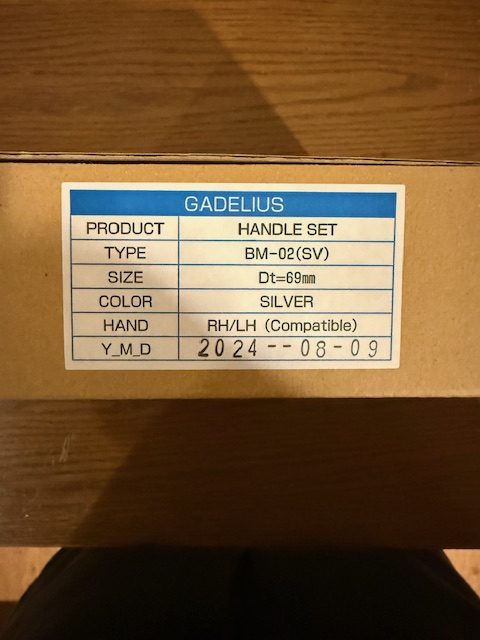 GADELIUS
PRODUCT HANDLE SET
TYPE BM-02(SV)
SIZE Dt=69㎜
COLOR SILVER
HAND RH/LH (Compatible)
Y_M_D 2024--08-09